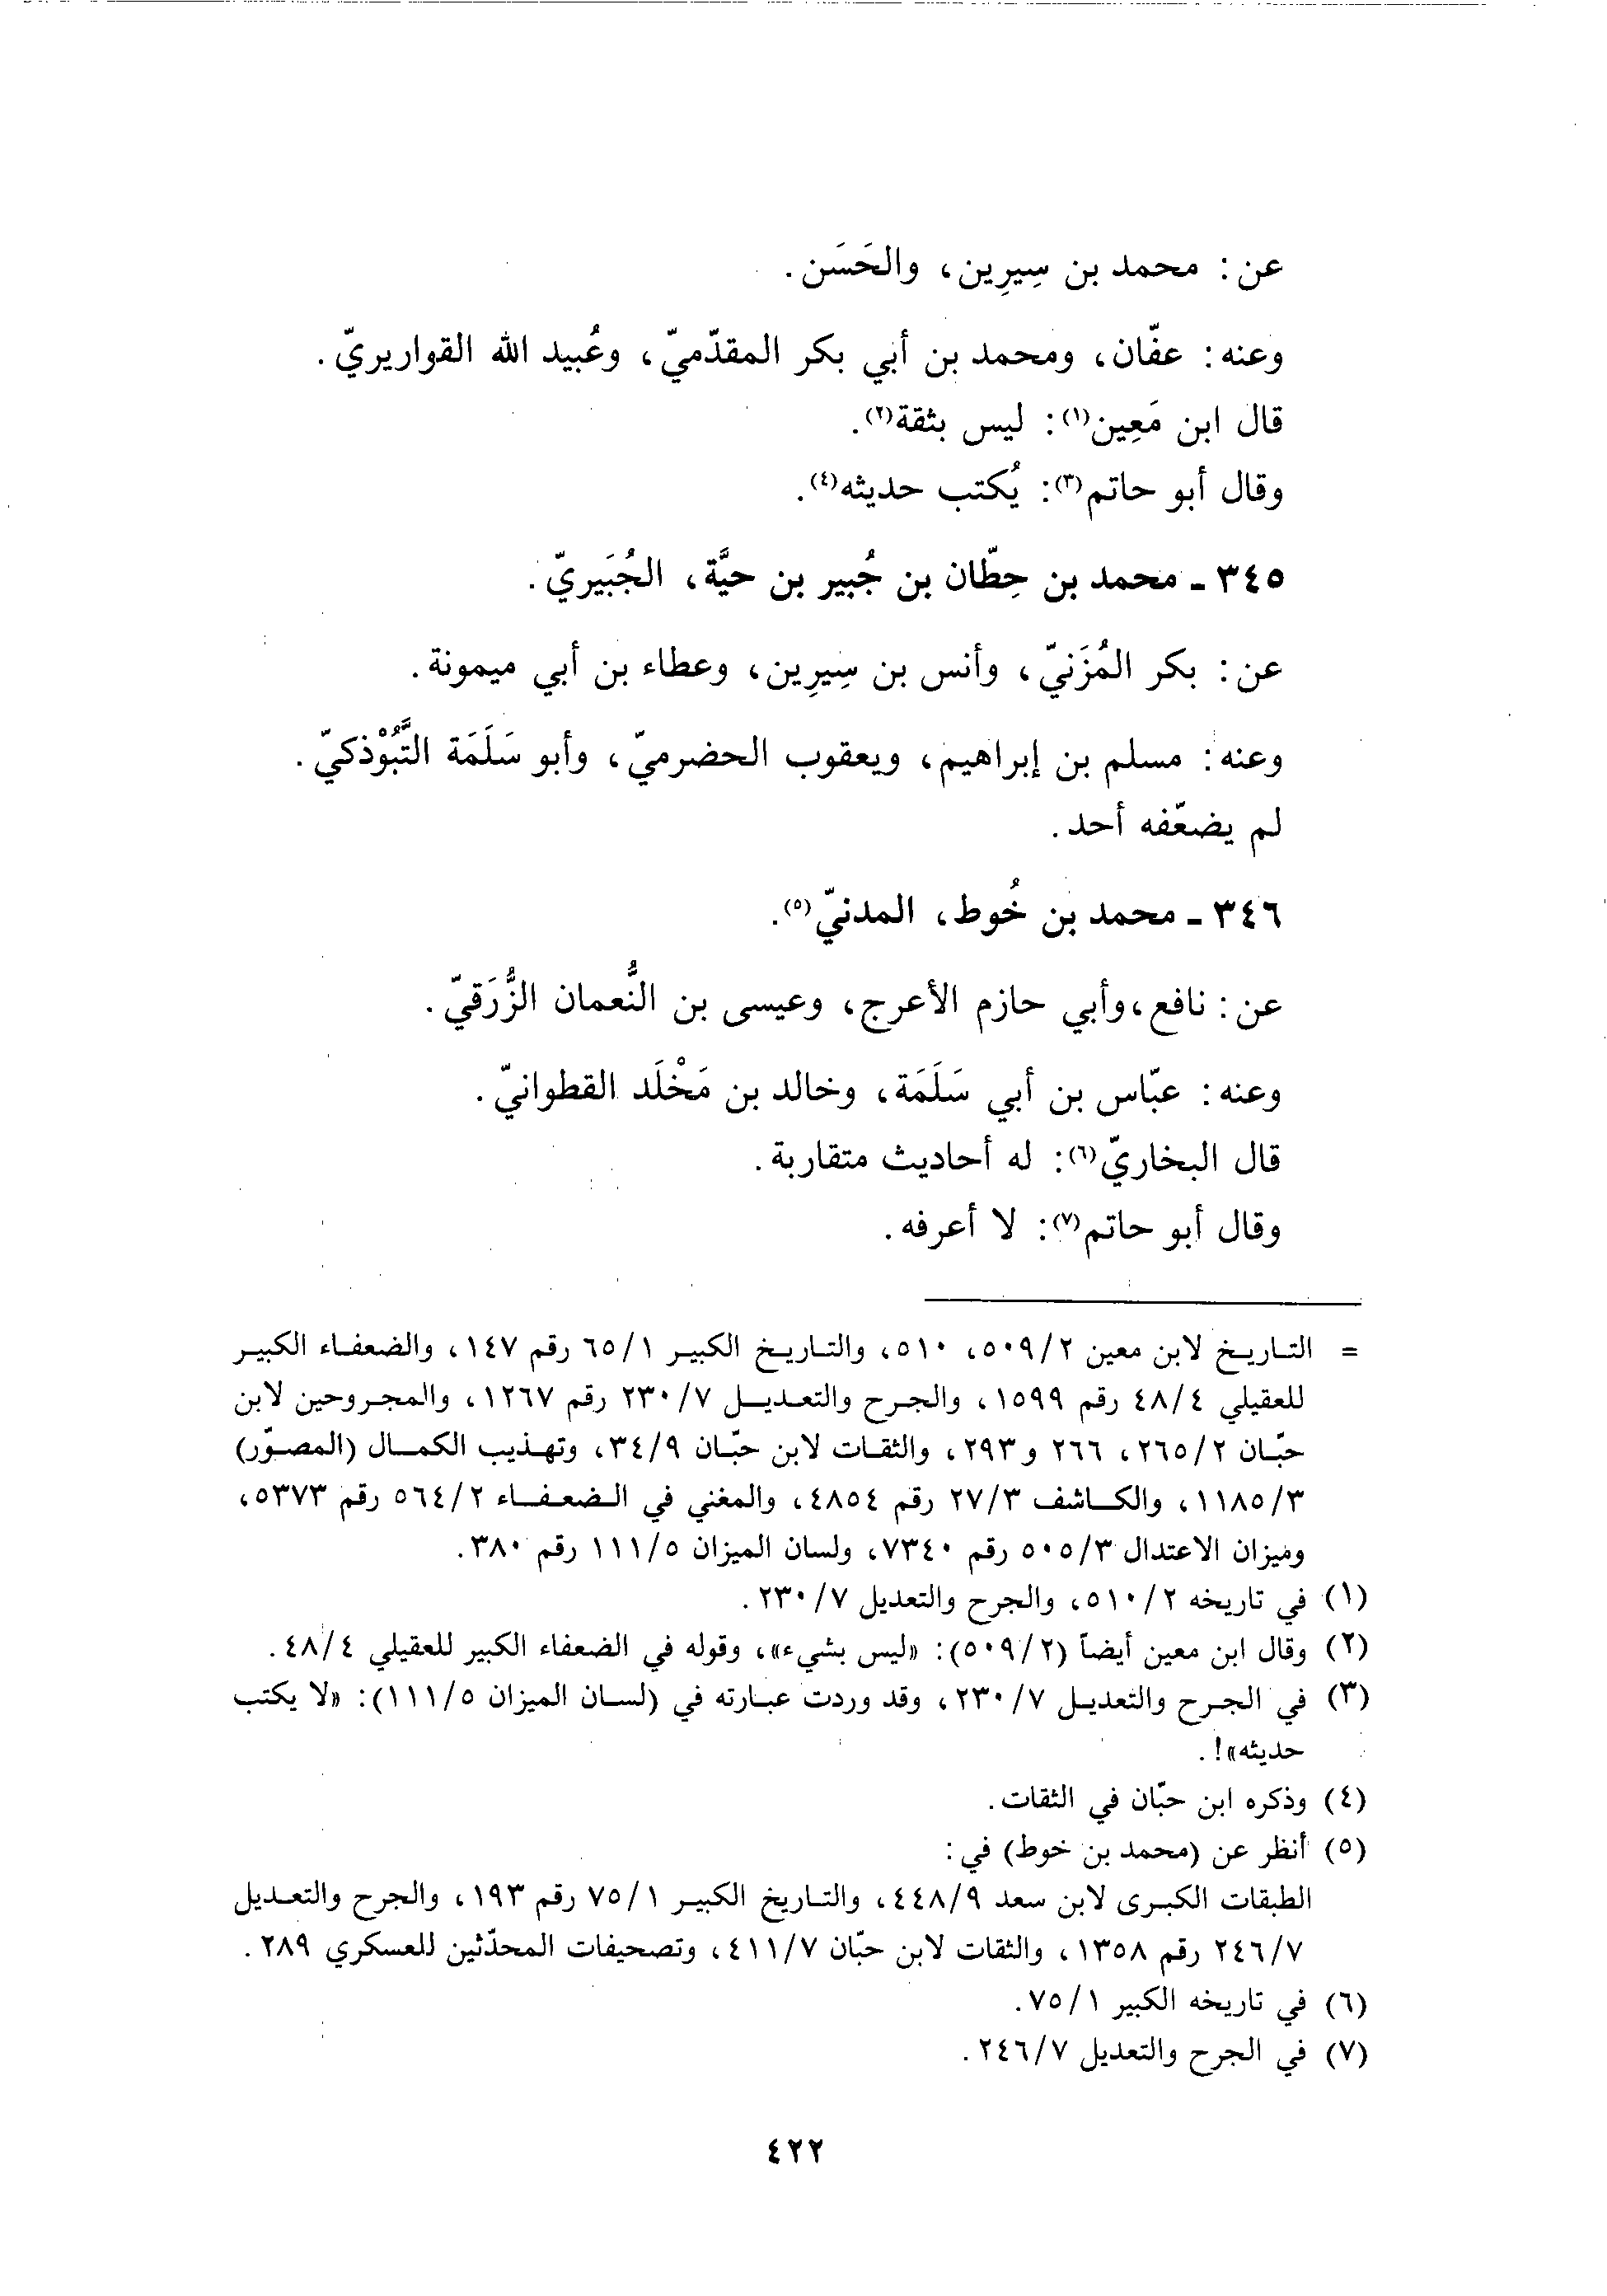 عن: محمد بن سِيرِين، والحَسَن.
وعنه: عفّان، ومحمد بن أبي بكر المقدّميّ، وعُبيد الله القواريريّ.
قال ابن مَعِين(١): ليس بثقة(٢).
وقال أبو حاتم(٣): يُكتب حديثه(٤).
٣٤٥ ـ محمد بن حِطّان بن جُبير بن حيَّة، الجُبَيريّ.
عن: بكر المُزَنيّ، وأنس بن سِيرِين، وعطاء بن أبي ميمونة.
وعنه: مسلم بن إبراهيم، ويعقوب الحضرميّ، وأبو سَلَمَة التَّبُوْذكيّ.
لم يضعّفه أحد.
٣٤٦ ـ محمد بن خُوط، المدنيّ(٥).
عن: نافع، وأبي حازم الأعرج، وعيسى بن النُّعمان الزُّرَقيّ.
وعنه: عبّاس بن أبي سَلَمَة، وخالد بن مَخْلَد القطوانيّ.
قال البخاريّ(٦): له أحاديث متقاربة.
وقال أبو حاتم(٧): لا أعرفه.
= التاريخ لابن معين ٥٠٩/٢، ٥١٠، والتاريخ الكبير ٦٥/١ رقم ١٤٧، والضعفاء الكبير
للعقيلي ٤٨/٤ رقم ١٥٩٩، والجرح والتعديل ٢٣٠/٧ رقم ١٢٦٧، والمجروحين لابن
حبّان ٢٦٥/٢، ٢٦٦ و٢٩٣، والثقات لابن حبّان ٣٤/٩، وتهذيب الكمال (المصوّر)
١١٨٥/٣، والكاشف ٢٧/٣ رقم ٤٨٥٤، والمغني في الضعفاء ٥٦٤/٢ رقم ٥٣٧٣،
وميزان الاعتدال ٥٠٥/٣ رقم ٧٣٤٠، ولسان الميزان ١١١/٥ رقم ٣٨٠.
(١) في تاريخه ٥١٠/٢، والجرح والتعديل ٢٣٠/٧.
(٢) وقال ابن معين أيضاً (٥٠٩/٢): «ليس بشيء»، وقوله في الضعفاء الكبير للعقيلي ٤٨/٤.
(٣) في الجرح والتعديل ٢٣٠/٧، وقد وردت عبارته في (لسان الميزان ١١١/٥): «لا يكتب
حديثه»!.
(٤) وذكره ابن حبّان في الثقات.
(٥) أنظر عن (محمد بن خوط) في:
الطبقات الكبرى لابن سعد ٤٤٨/٩، والتاريخ الكبير ٧٥/١ رقم ١٩٣، والجرح والتعديل
٢٤٦/٧ رقم ١٣٥٨، والثقات لابن حبّان ٤١١/٧، وتصحيفات المحدّثين للعسكري ٢٨٩.
(٦) في تاريخه الكبير ٧٥/١.
(٧) في الجرح والتعديل ٢٤٦/٧.
٤٢٢